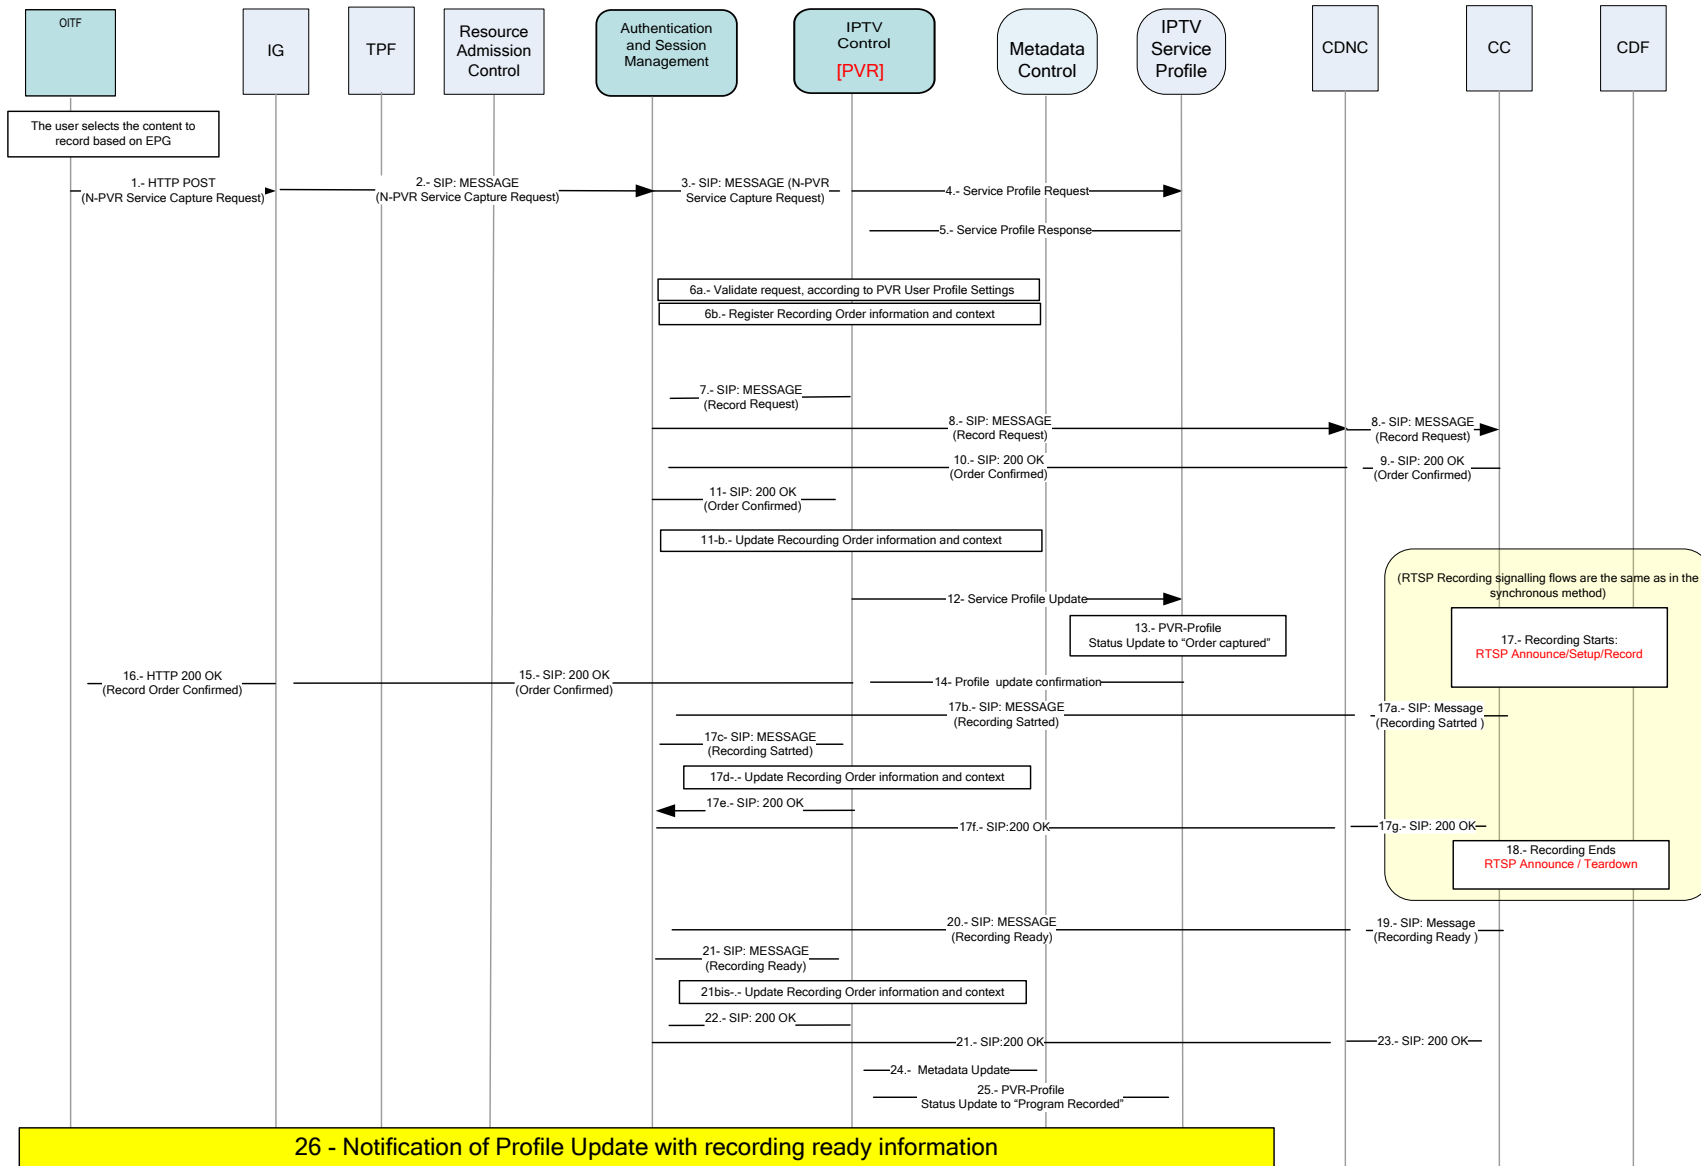 OITF
IG
TPF
Resource
Admission
Control
Authentication
and Session
Management
IPTV
Control
[PVR]
Metadata
Control
IPTV
Service
Profile
CDNC
CC
CDF
The user selects the content to
record based on EPG
1.- HTTP POST
(N-PVR Service Capture Request)
2.- SIP: MESSAGE
(N-PVR Service Capture Request)
3.- SIP: MESSAGE (N-PVR
Service Capture Request)
4.- Service Profile Request
5.- Service Profile Response
6a.- Validate request, according to PVR User Profile Settings
6b.- Register Recording Order information and context
7.- SIP: MESSAGE
(Record Request)
8.- SIP: MESSAGE
(Record Request)
8.- SIP: MESSAGE
(Record Request)
10.- SIP: 200 OK
(Order Confirmed)
9.- SIP: 200 OK
(Order Confirmed)
11- SIP: 200 OK
(Order Confirmed)
11-b.- Update Recourding Order information and context
(RTSP Recording signalling flows are the same as in the
synchronous method)
12- Service Profile Update
13.- PVR-Profile
Status Update to “Order captured”
17.- Recording Starts:
RTSP Announce/Setup/Record
16.- HTTP 200 OK
(Record Order Confirmed)
15.- SIP: 200 OK
(Order Confirmed)
14- Profile update confirmation
17b.- SIP: MESSAGE
(Recording Satrted)
17a.- SIP: Message
(Recording Satrted )
17c- SIP: MESSAGE
(Recording Satrted)
17d-.- Update Recording Order information and context
17e.- SIP: 200 OK
17f.- SIP:200 OK
17g.- SIP: 200 OK
18.- Recording Ends
RTSP Announce / Teardown
20.- SIP: MESSAGE
(Recording Ready)
19.- SIP: Message
(Recording Ready )
21- SIP: MESSAGE
(Recording Ready)
21bis-.- Update Recording Order information and context
22.- SIP: 200 OK
21.- SIP:200 OK
23.- SIP: 200 OK
24.- Metadata Update
25.- PVR-Profile
Status Update to “Program Recorded”
26 - Notification of Profile Update with recording ready information